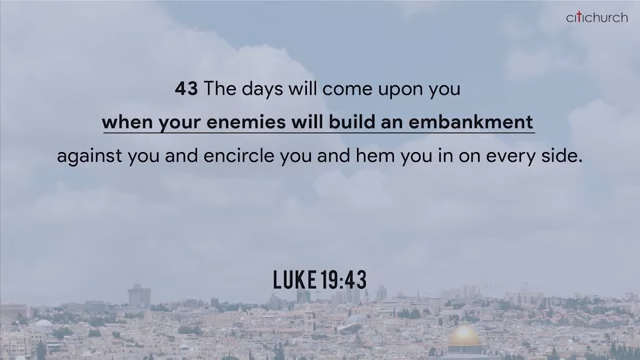 citichurch
43 The days will come upon you
when your enemies will build an embankment
against you and encircle you and hem you in on every side.
LUKE 19:43